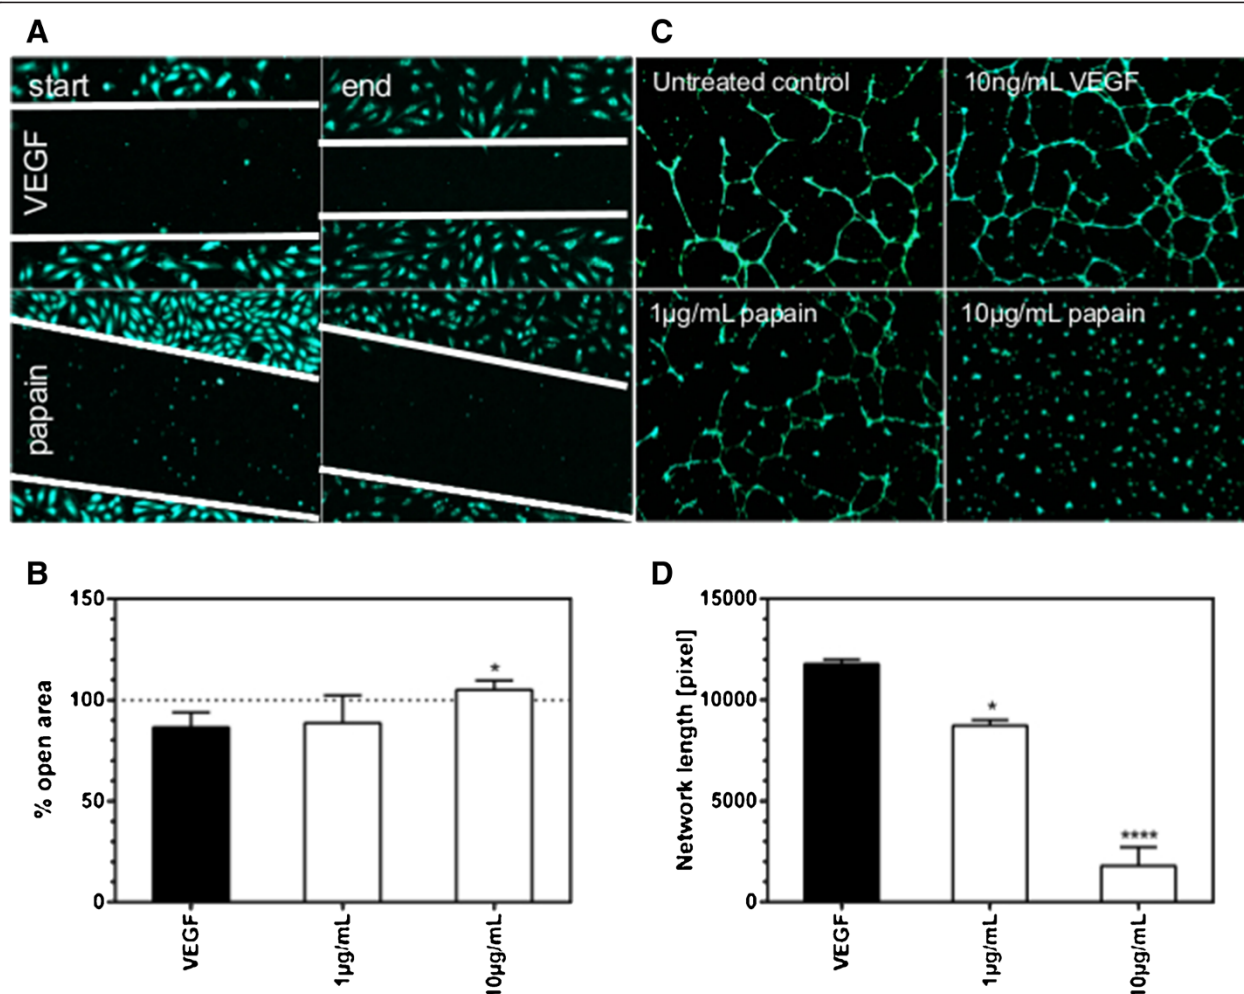 A
start
end
VEGF
papain
C
Untreated control
10ng/mL VEGF
1µg/mL papain
10µg/mL papain
B
% open area
150
100
50
0
*
VEGF
1µg/mL
10µg/mL
D
Network length [pixel]
15000
10000
5000
0
*
****
VEGF
1µg/mL
10µg/mL